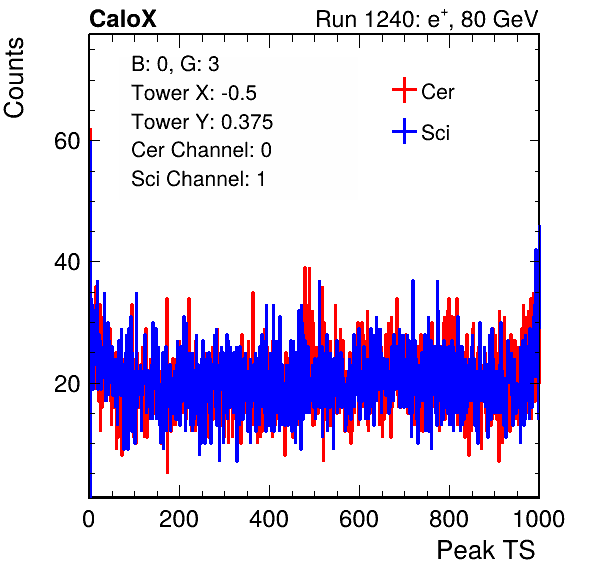 CaloX
Run 1240: e+, 80 GeV
Counts
B: 0, G: 3
Tower X: -0.5
Tower Y: 0.375
Cer Channel: 0
Sci Channel: 1
Cer
Sci
60
40
20
0 200 400 600 800 1000
Peak TS